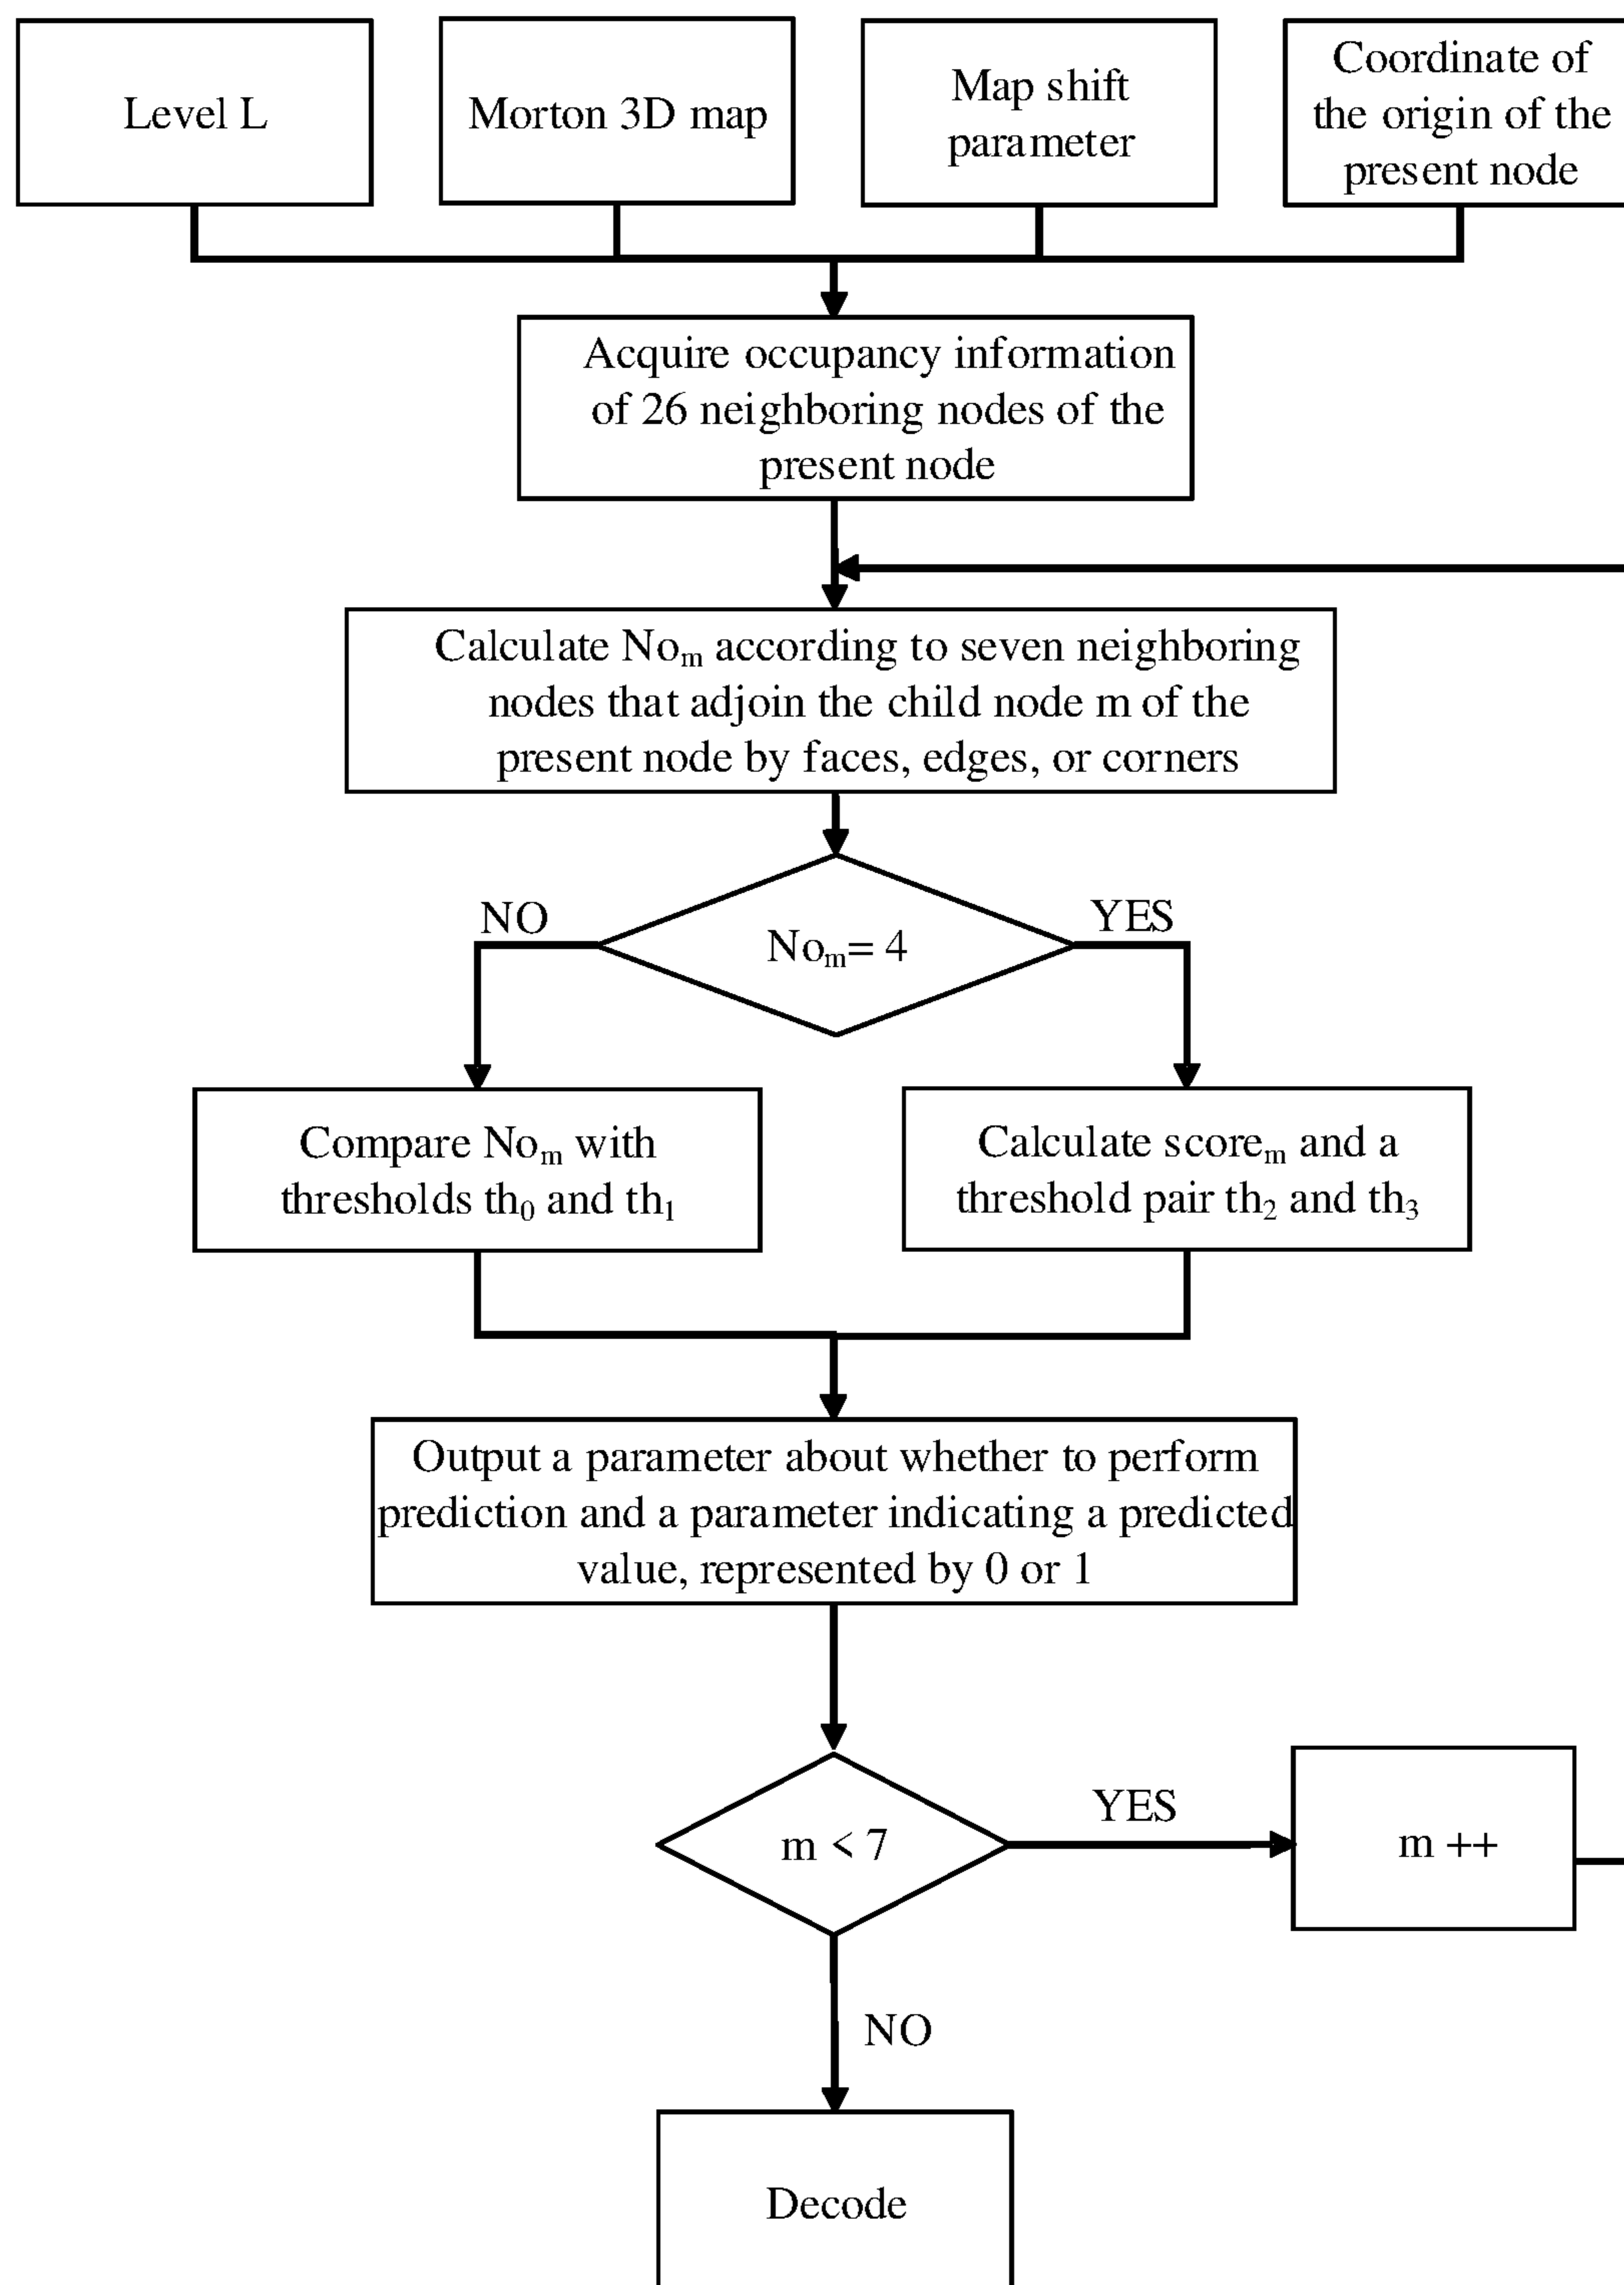 Level L
Morton 3D map
Map shift
parameter
Coordinate of
the origin of the
present node
Acquire occupancy information
of 26 neighboring nodes of the
present node
Calculate Noₘ according to seven neighboring
nodes that adjoin the child node m of the
present node by faces, edges, or corners
NO
YES
Noₘ= 4
Compare Noₘ with
thresholds th₀ and th₁
Calculate scoreₘ and a
threshold pair th₂ and th₃
Output a parameter about whether to perform
prediction and a parameter indicating a predicted
value, represented by 0 or 1
YES
m < 7
m ++
NO
Decode